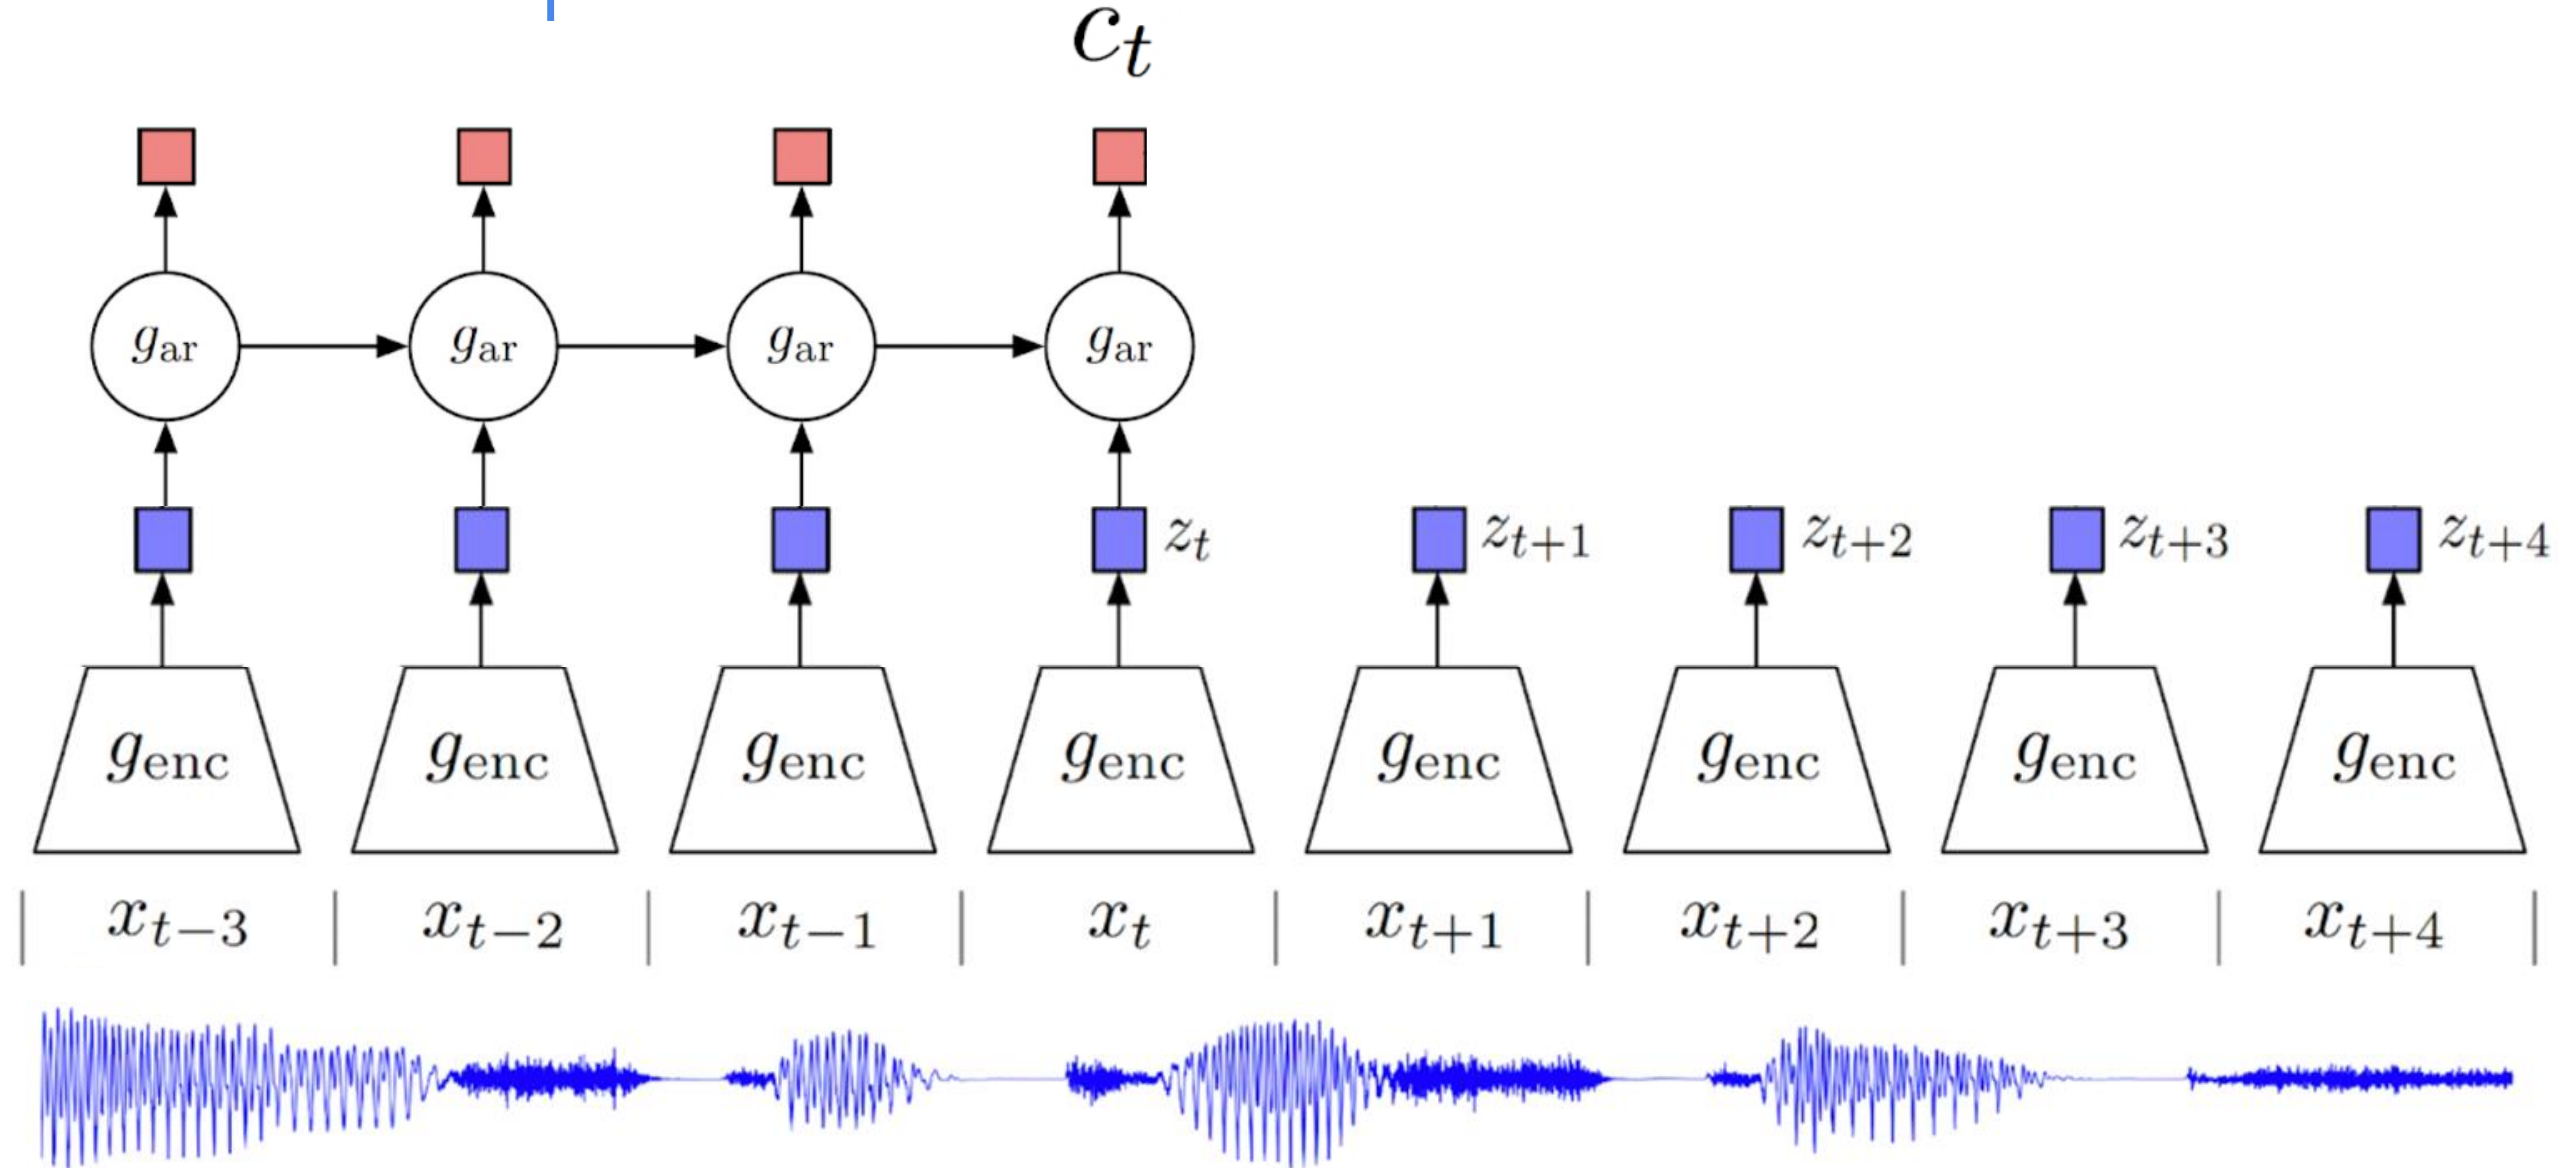 c_t
g_ar g_ar g_ar g_ar
z_t z_{t+1} z_{t+2} z_{t+3} z_{t+4}
g_enc g_enc g_enc g_enc g_enc g_enc g_enc g_enc
| x_{t-3} | x_{t-2} | x_{t-1} | x_t | x_{t+1} | x_{t+2} | x_{t+3} | x_{t+4} |